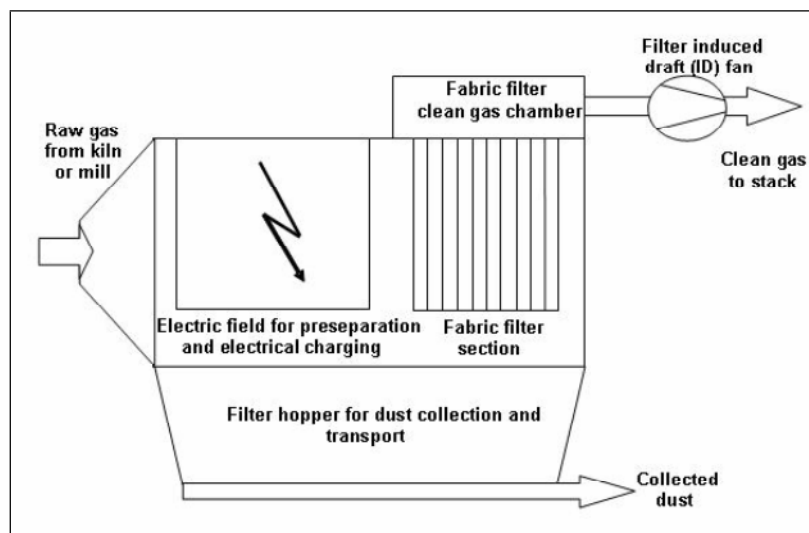 Filter induced
draft (ID) fan
Fabric filter
clean gas chamber
Raw gas
from kiln
or mill
Clean gas
to stack
Electric field for preseparation
and electrical charging
Fabric filter
section
Filter hopper for dust collection and
transport
Collected
dust